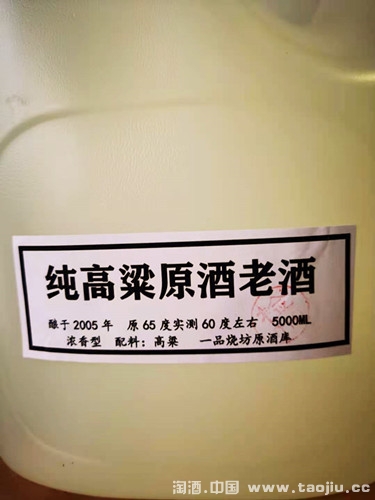 纯高粱原酒老酒
酿于2005年 原65度实测60度左右 5000ML
浓香型 配料：高粱 一品烧坊原酒库
淘酒.中国 www.taojiu.cc